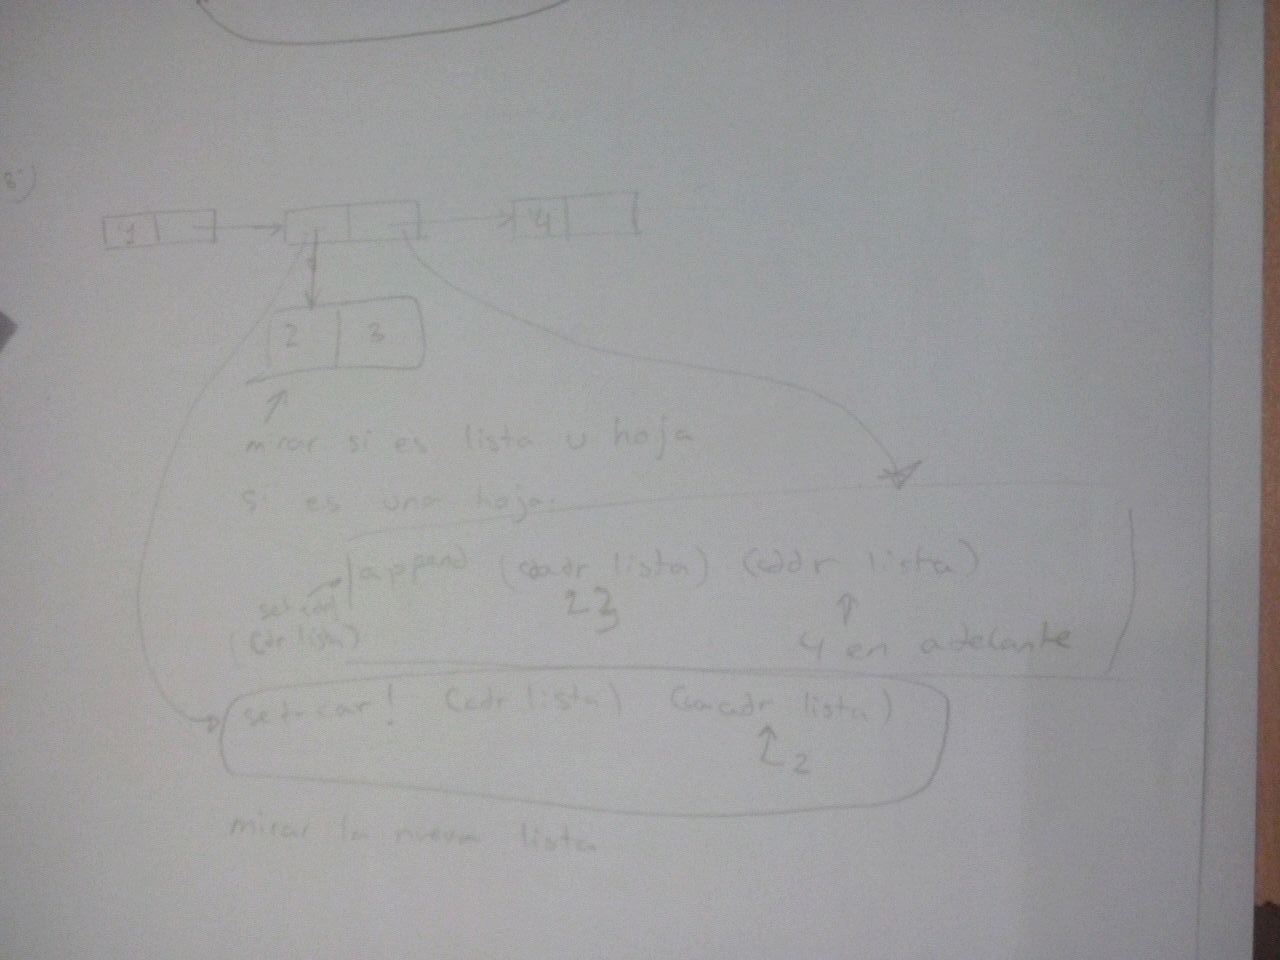 8)
1 4
2 3
mirar si es lista u hoja
si es una hoja:
append (cadr lista) (cddr lista)
set-car! 23
(cdr lista) 4 en adelante
set-car! (cdr lista) (caadr lista)
2
mirar la nueva lista